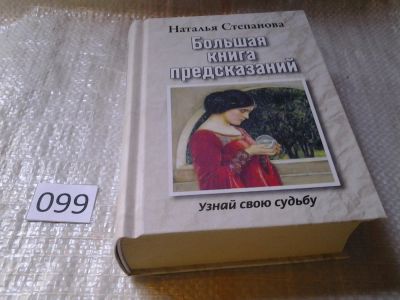 Наталья Степанова
Большая
книга
предсказаний
Узнай свою судьбу
099